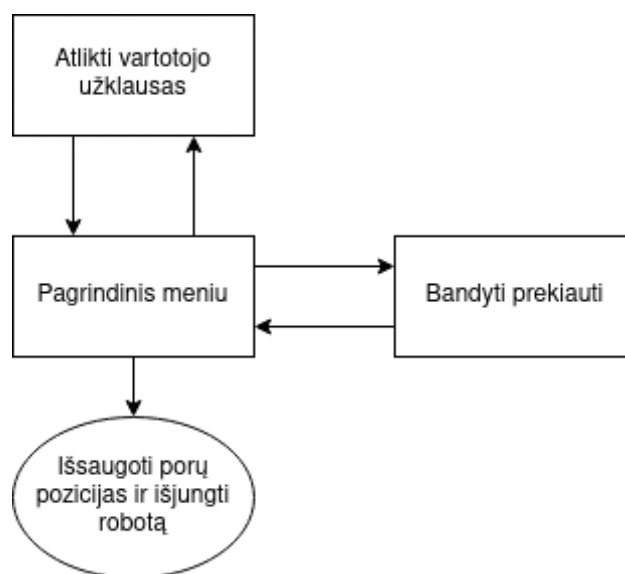 Atlikti vartotojo
užklausas
Pagrindinis meniu
Bandyti prekiauti
Išsaugoti porų
pozicijas ir išjungti
robotą